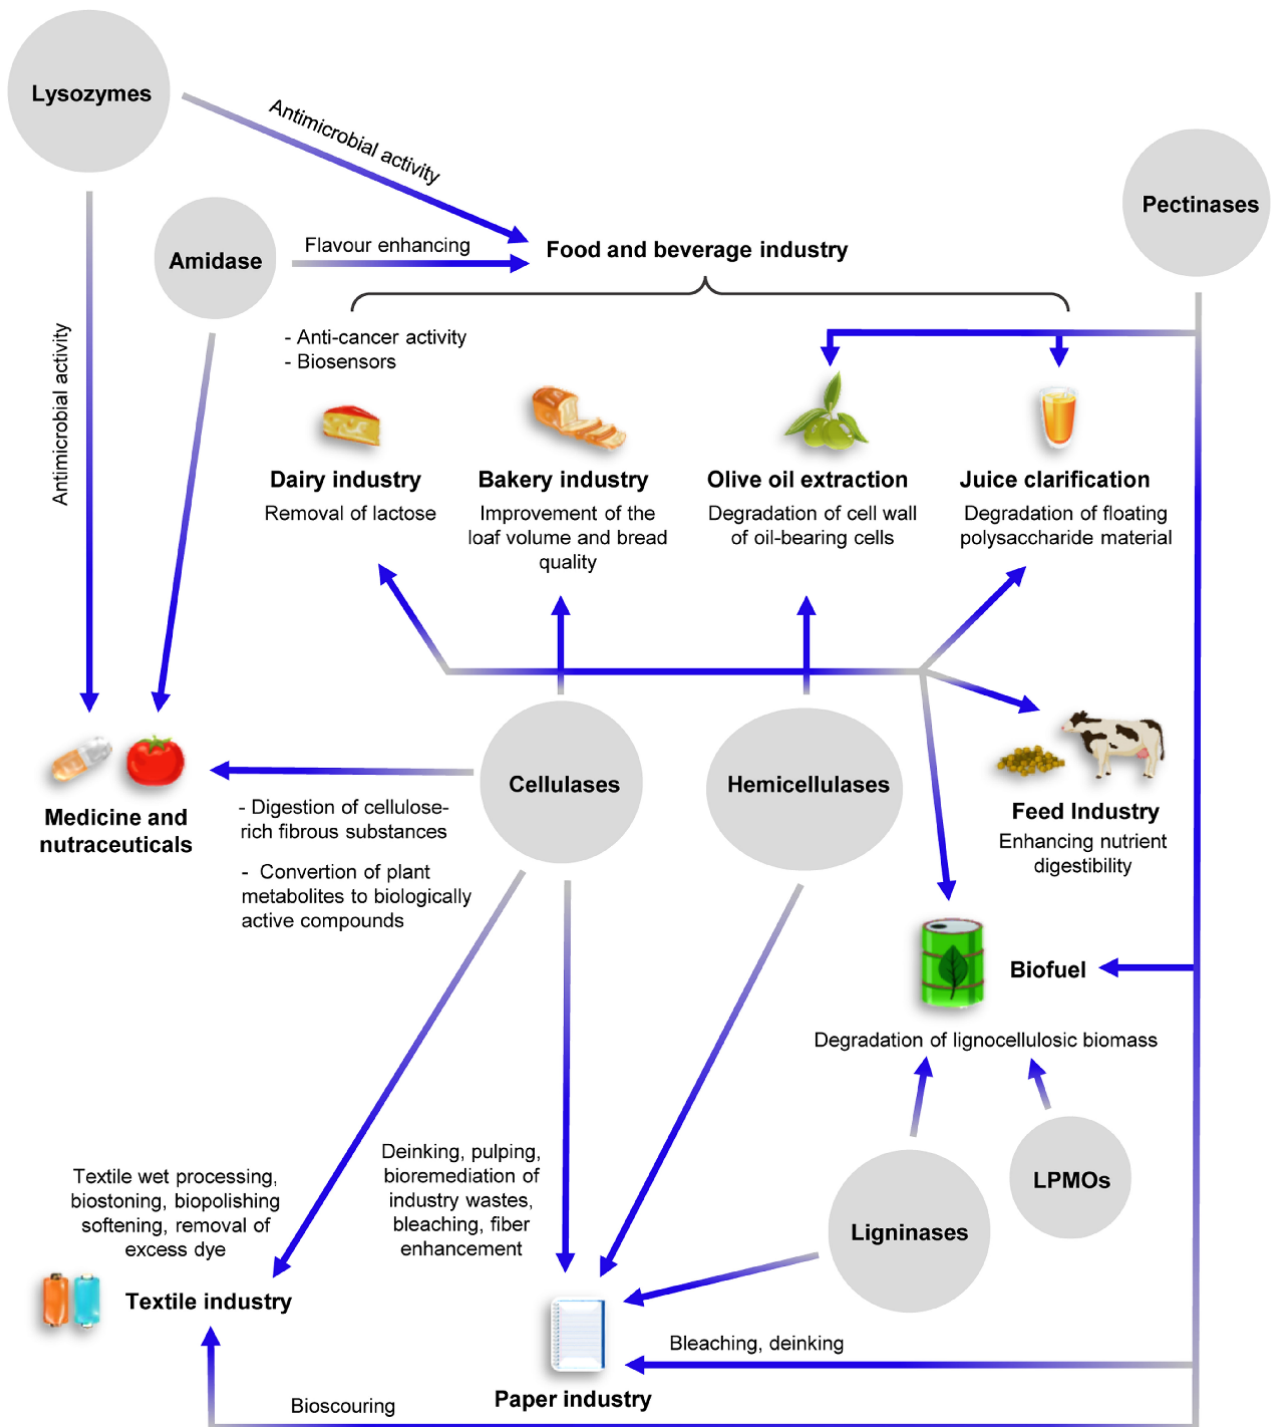 Lysozymes
Antimicrobial activity
Pectinases
Amidase
Flavour enhancing
Food and beverage industry
Antimicrobial activity
- Anti-cancer activity
- Biosensors
Dairy industry
Removal of lactose
Bakery industry
Improvement of the
loaf volume and bread
quality
Olive oil extraction
Degradation of cell wall
of oil-bearing cells
Juice clarification
Degradation of floating
polysaccharide material
Medicine and
nutraceuticals
- Digestion of cellulose-
rich fibrous substances
- Convertion of plant
metabolites to biologically
active compounds
Cellulases
Hemicellulases
Feed Industry
Enhancing nutrient
digestibility
Biofuel
Degradation of lignocellulosic biomass
LPMOs
Ligninases
Textile wet processing,
biostoning, biopolishing
softening, removal of
excess dye
Textile industry
Deinking, pulping,
bioremediation of
industry wastes,
bleaching, fiber
enhancement
Bleaching, deinking
Paper industry
Bioscouring